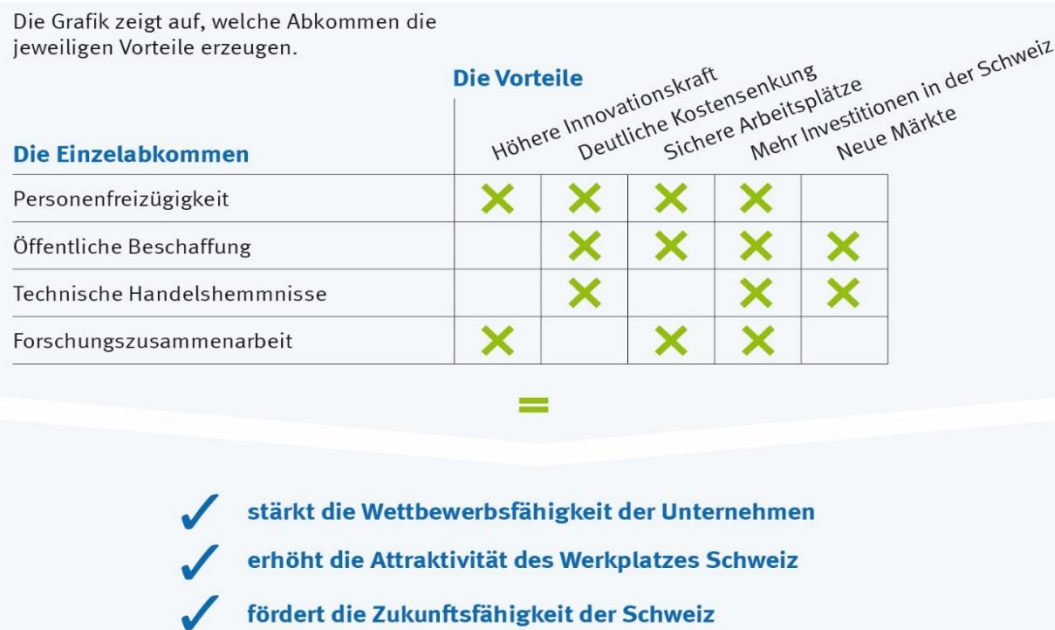 Die Grafik zeigt auf, welche Abkommen die
jeweiligen Vorteile erzeugen.
Die Vorteile
Höhere Innovationskraft
Deutliche Kostensenkung
Sichere Arbeitsplätze
Mehr Investitionen in der Schweiz
Neue Märkte
Die Einzelabkommen
Personenfreizügigkeit
Öffentliche Beschaffung
Technische Handelshemmnisse
Forschungszusammenarbeit
=
stärkt die Wettbewerbsfähigkeit der Unternehmen
erhöht die Attraktivität des Werkplatzes Schweiz
fördert die Zukunftsfähigkeit der Schweiz